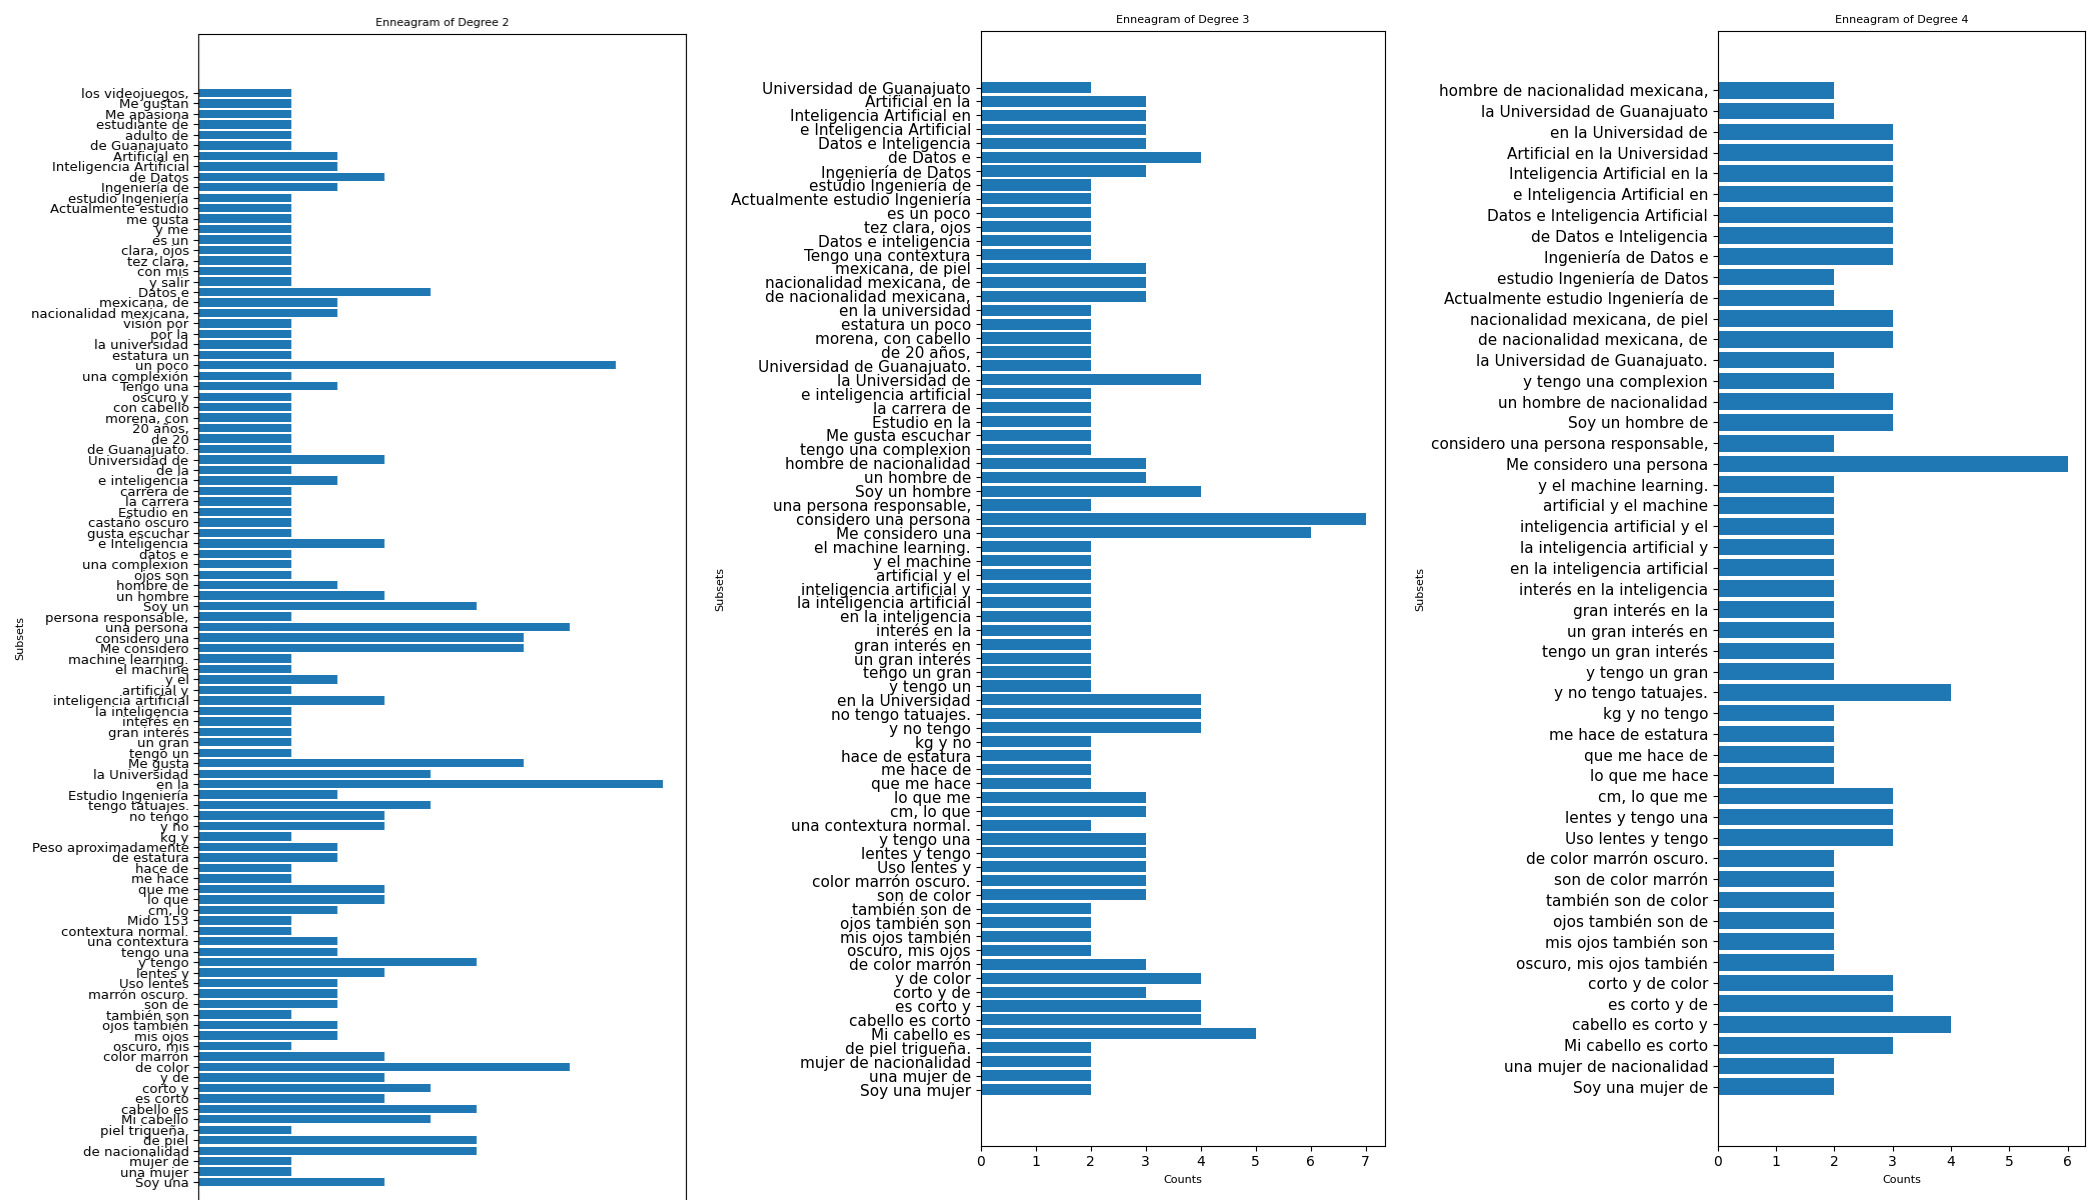 Enneagram of Degree 2
los videojuegos,
Me gustan
Me apasiona
estudiante de
adulto de
de Guanajuato
Artificial en
Inteligencia Artificial
de Datos
Ingeniería de
estudio Ingeniería
Actualmente estudio
me gusta
y me
es un
clara, ojos
tez clara,
con mis
y salir
Datos e
mexicana, de
nacionalidad mexicana,
visión por
por la
la universidad
estatura un
un poco
una complexión
Tengo una
oscuro y
con cabello
morena, con
20 años,
de 20
de Guanajuato.
Universidad de
de la
e inteligencia
carrera de
la carrera
Estudio en
castaño oscuro
gusta escuchar
e Inteligencia
datos e
una complexion
ojos son
hombre de
un hombre
Soy un
persona responsable,
una persona
considero una
Me considero
machine learning.
el machine
y el
artificial y
inteligencia artificial
la inteligencia
interés en
gran interés
un gran
tengo un
Me gusta
la Universidad
en la
Estudio Ingeniería
tengo tatuajes.
no tengo
y no
kg y
Peso aproximadamente
de estatura
hace de
me hace
que me
lo que
cm, lo
Mido 153
contextura normal.
una contextura
tengo una
y tengo
lentes y
Uso lentes
marrón oscuro.
son de
también son
ojos también
mis ojos
oscuro, mis
color marrón
de color
y de
corto y
es corto
cabello es
Mi cabello
piel trigueña.
de piel
de nacionalidad
mujer de
una mujer
Soy una
Subsets
Enneagram of Degree 3
Universidad de Guanajuato
Artificial en la
Inteligencia Artificial en
e Inteligencia Artificial
Datos e Inteligencia
de Datos e
Ingeniería de Datos
estudio Ingeniería de
Actualmente estudio Ingeniería
es un poco
tez clara, ojos
Datos e inteligencia
Tengo una contextura
mexicana, de piel
nacionalidad mexicana, de
de nacionalidad mexicana,
en la universidad
estatura un poco
morena, con cabello
de 20 años,
Universidad de Guanajuato.
la Universidad de
e inteligencia artificial
la carrera de
Estudio en la
Me gusta escuchar
tengo una complexion
hombre de nacionalidad
un hombre de
Soy un hombre
una persona responsable,
considero una persona
Me considero una
el machine learning.
y el machine
artificial y el
inteligencia artificial y
la inteligencia artificial
en la inteligencia
interés en la
gran interés en
un gran interés
tengo un gran
y tengo un
en la Universidad
no tengo tatuajes.
y no tengo
kg y no
hace de estatura
me hace de
que me hace
lo que me
cm, lo que
una contextura normal.
y tengo una
lentes y tengo
Uso lentes y
color marrón oscuro.
son de color
también son de
ojos también son
mis ojos también
oscuro, mis ojos
de color marrón
y de color
corto y de
es corto y
cabello es corto
Mi cabello es
de piel trigueña.
mujer de nacionalidad
una mujer de
Soy una mujer
Subsets
0 1 2 3 4 5 6 7
Counts
Enneagram of Degree 4
hombre de nacionalidad mexicana,
la Universidad de Guanajuato
en la Universidad de
Artificial en la Universidad
Inteligencia Artificial en la
e Inteligencia Artificial en
Datos e Inteligencia Artificial
de Datos e Inteligencia
Ingeniería de Datos e
estudio Ingeniería de Datos
Actualmente estudio Ingeniería de
nacionalidad mexicana, de piel
de nacionalidad mexicana, de
la Universidad de Guanajuato.
y tengo una complexion
un hombre de nacionalidad
Soy un hombre de
considero una persona responsable,
Me considero una persona
y el machine learning.
artificial y el machine
inteligencia artificial y el
la inteligencia artificial y
en la inteligencia artificial
interés en la inteligencia
gran interés en la
un gran interés en
tengo un gran interés
y tengo un gran
y no tengo tatuajes.
kg y no tengo
me hace de estatura
que me hace de
lo que me hace
cm, lo que me
lentes y tengo una
Uso lentes y tengo
de color marrón oscuro.
son de color marrón
también son de color
ojos también son de
mis ojos también son
oscuro, mis ojos también
corto y de color
es corto y de
cabello es corto y
Mi cabello es corto
una mujer de nacionalidad
Soy una mujer de
Subsets
0 1 2 3 4 5 6
Counts